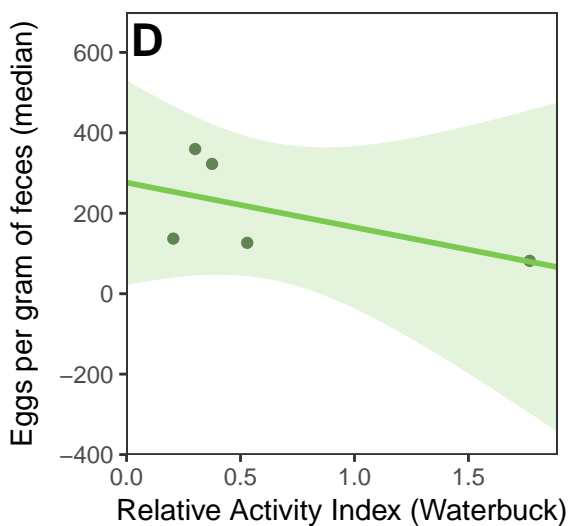 D
Eggs per gram of feces (median)
600
400
200
0
−200
−400
0.0 0.5 1.0 1.5
Relative Activity Index (Waterbuck)